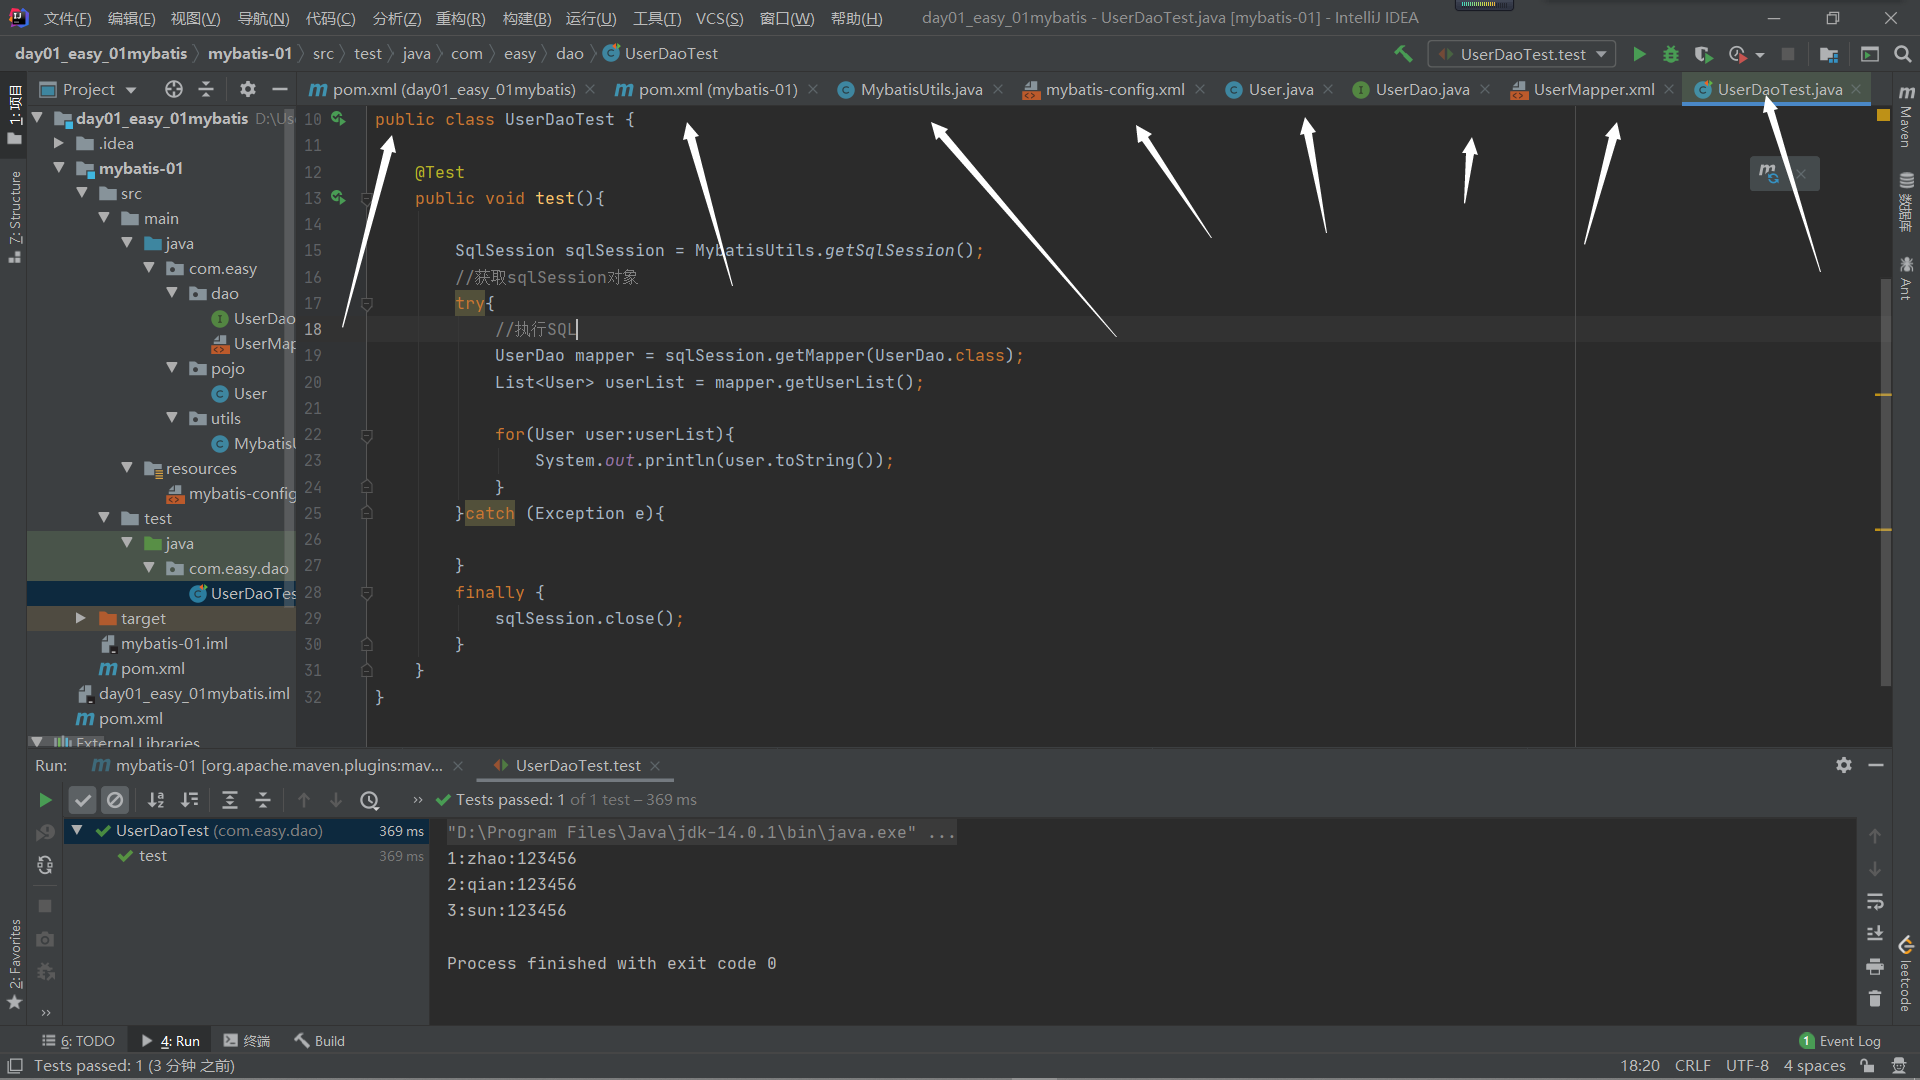 文件(F) 编辑(E) 视图(V) 导航(N) 代码(C) 分析(Z) 重构(R) 构建(B) 运行(U) 工具(T) VCS(S) 窗口(W) 帮助(H) day01_easy_01mybatis - UserDaoTest.java [mybatis-01] - IntelliJ IDEA
day01_easy_01mybatis mybatis-01 src test java com easy dao UserDaoTest
UserDaoTest.test
Project
pom.xml (day01_easy_01mybatis) pom.xml (mybatis-01) MybatisUtils.java mybatis-config.xml User.java UserDao.java UserMapper.xml UserDaoTest.java
1: 项目
7: Structure
2: Favorites
day01_easy_01mybatis D:\Us
.idea
mybatis-01
src
main
java
com.easy
dao
UserDao
UserMap
pojo
User
utils
MybatisU
resources
mybatis-config
test
java
com.easy.dao
UserDaoTes
target
mybatis-01.iml
pom.xml
day01_easy_01mybatis.iml
pom.xml
External Libraries
10 public class UserDaoTest {
11
12 @Test
13 public void test(){
14
15 SqlSession sqlSession = MybatisUtils.getSqlSession();
16 //获取sqlSession对象
17 try{
18 //执行SQL
19 UserDao mapper = sqlSession.getMapper(UserDao.class);
20 List<User> userList = mapper.getUserList();
21
22 for(User user:userList){
23 System.out.println(user.toString());
24 }
25 }catch (Exception e){
26
27 }
28 finally {
29 sqlSession.close();
30 }
31 }
32 }
Maven
数据库
Ant
leetcode
Run: mybatis-01 [org.apache.maven.plugins:mav... UserDaoTest.test
Tests passed: 1 of 1 test – 369 ms
UserDaoTest (com.easy.dao) 369 ms
test 369 ms
"D:\Program Files\Java\jdk-14.0.1\bin\java.exe" ...
1:zhao:123456
2:qian:123456
3:sun:123456
Process finished with exit code 0
6: TODO 4: Run 终端 Build 1 Event Log
Tests passed: 1 (3 分钟 之前) 18:20 CRLF UTF-8 4 spaces